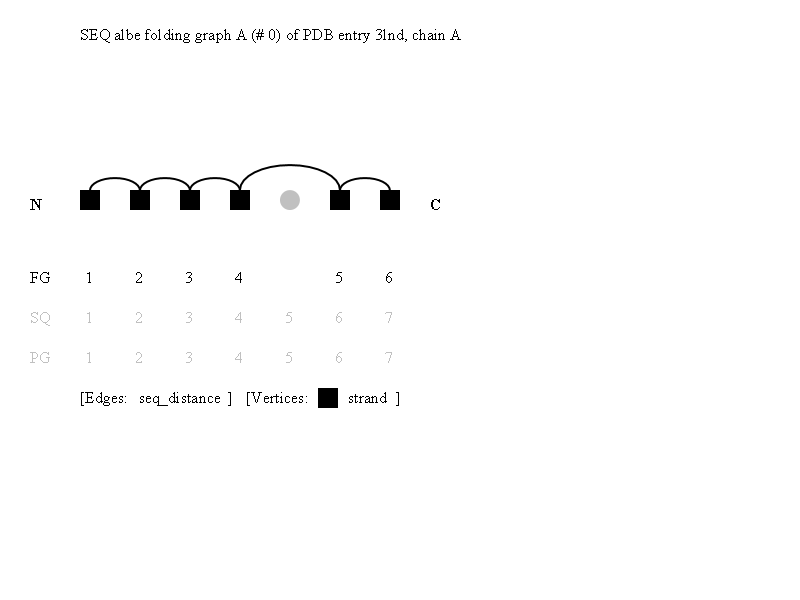 SEQ albe folding graph A (# 0) of PDB entry 3lnd, chain A
N C
FG 1 2 3 4 5 6
SQ 1 2 3 4 5 6 7
PG 1 2 3 4 5 6 7
[Edges: seq_distance ] [Vertices: strand ]